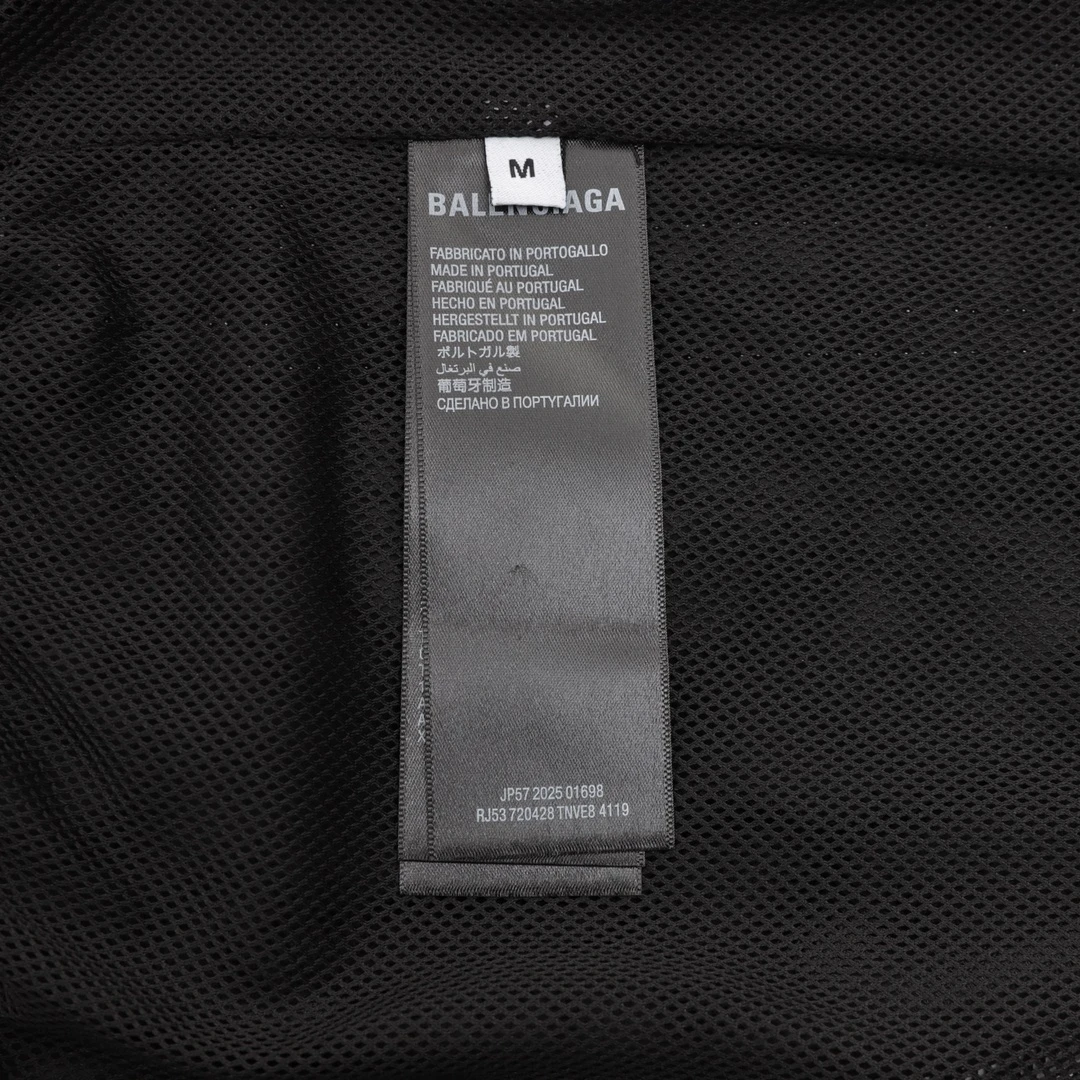 M
BALENCIAGA
FABBRICATO IN PORTOGALLO
MADE IN PORTUGAL
FABRIQUÉ AU PORTUGAL
HECHO EN PORTUGAL
HERGESTELLT IN PORTUGAL
FABRICADO EM PORTUGAL
ポルトガル製
صنع في البرتغال
葡萄牙制造
СДЕЛАНО В ПОРТУГАЛИИ
JP57 2025 01698
RJ53 720428 TNVE8 4119